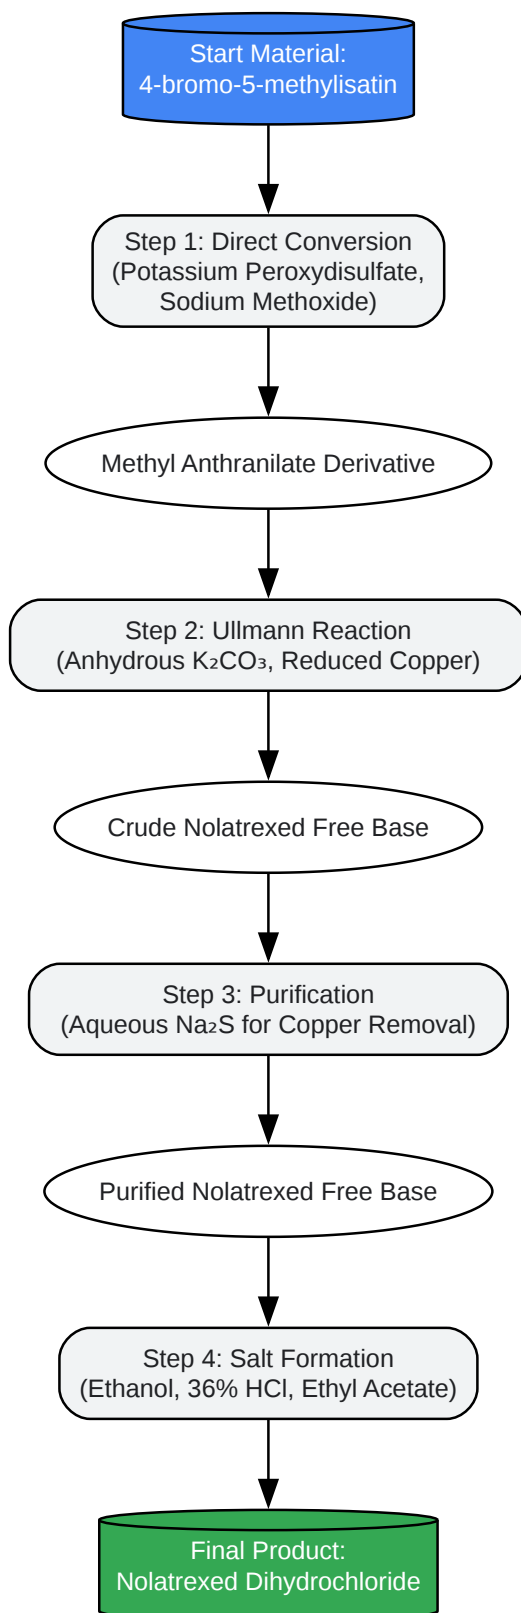 Start Material:
4-bromo-5-methylisatin
Step 1: Direct Conversion
(Potassium Peroxydisulfate,
Sodium Methoxide)
Methyl Anthranilate Derivative
Step 2: Ullmann Reaction
(Anhydrous K₂CO₃, Reduced Copper)
Crude Nolatrexed Free Base
Step 3: Purification
(Aqueous Na₂S for Copper Removal)
Purified Nolatrexed Free Base
Step 4: Salt Formation
(Ethanol, 36% HCl, Ethyl Acetate)
Final Product:
Nolatrexed Dihydrochloride